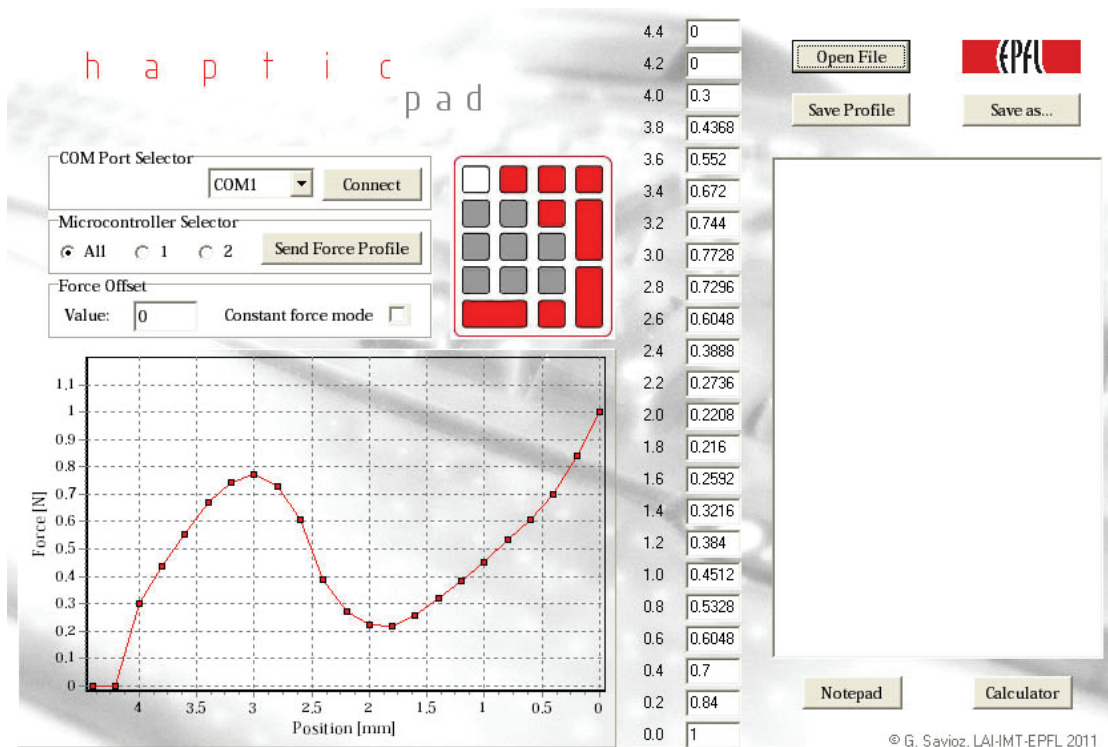 haptic
pad
COM Port Selector
COM1
Connect
Microcontroller Selector
All
1
2
Send Force Profile
Force Offset
Value:
0
Constant force mode
1.1
1
0.9
0.8
0.7
0.6
0.5
0.4
0.3
0.2
0.1
0
Force [N]
4 3.5 3 2.5 2 1.5 1 0.5 0
Position [mm]
4.4 0
4.2 0
4.0 0.3
3.8 0.4368
3.6 0.552
3.4 0.672
3.2 0.744
3.0 0.7728
2.8 0.7296
2.6 0.6048
2.4 0.3888
2.2 0.2736
2.0 0.2208
1.8 0.216
1.6 0.2592
1.4 0.3216
1.2 0.384
1.0 0.4512
0.8 0.5328
0.6 0.6048
0.4 0.7
0.2 0.84
0.0 1
Open File
EPFL
Save Profile
Save as...
Notepad
Calculator
© G. Savioz, LAI-IMT-EPFL 2011